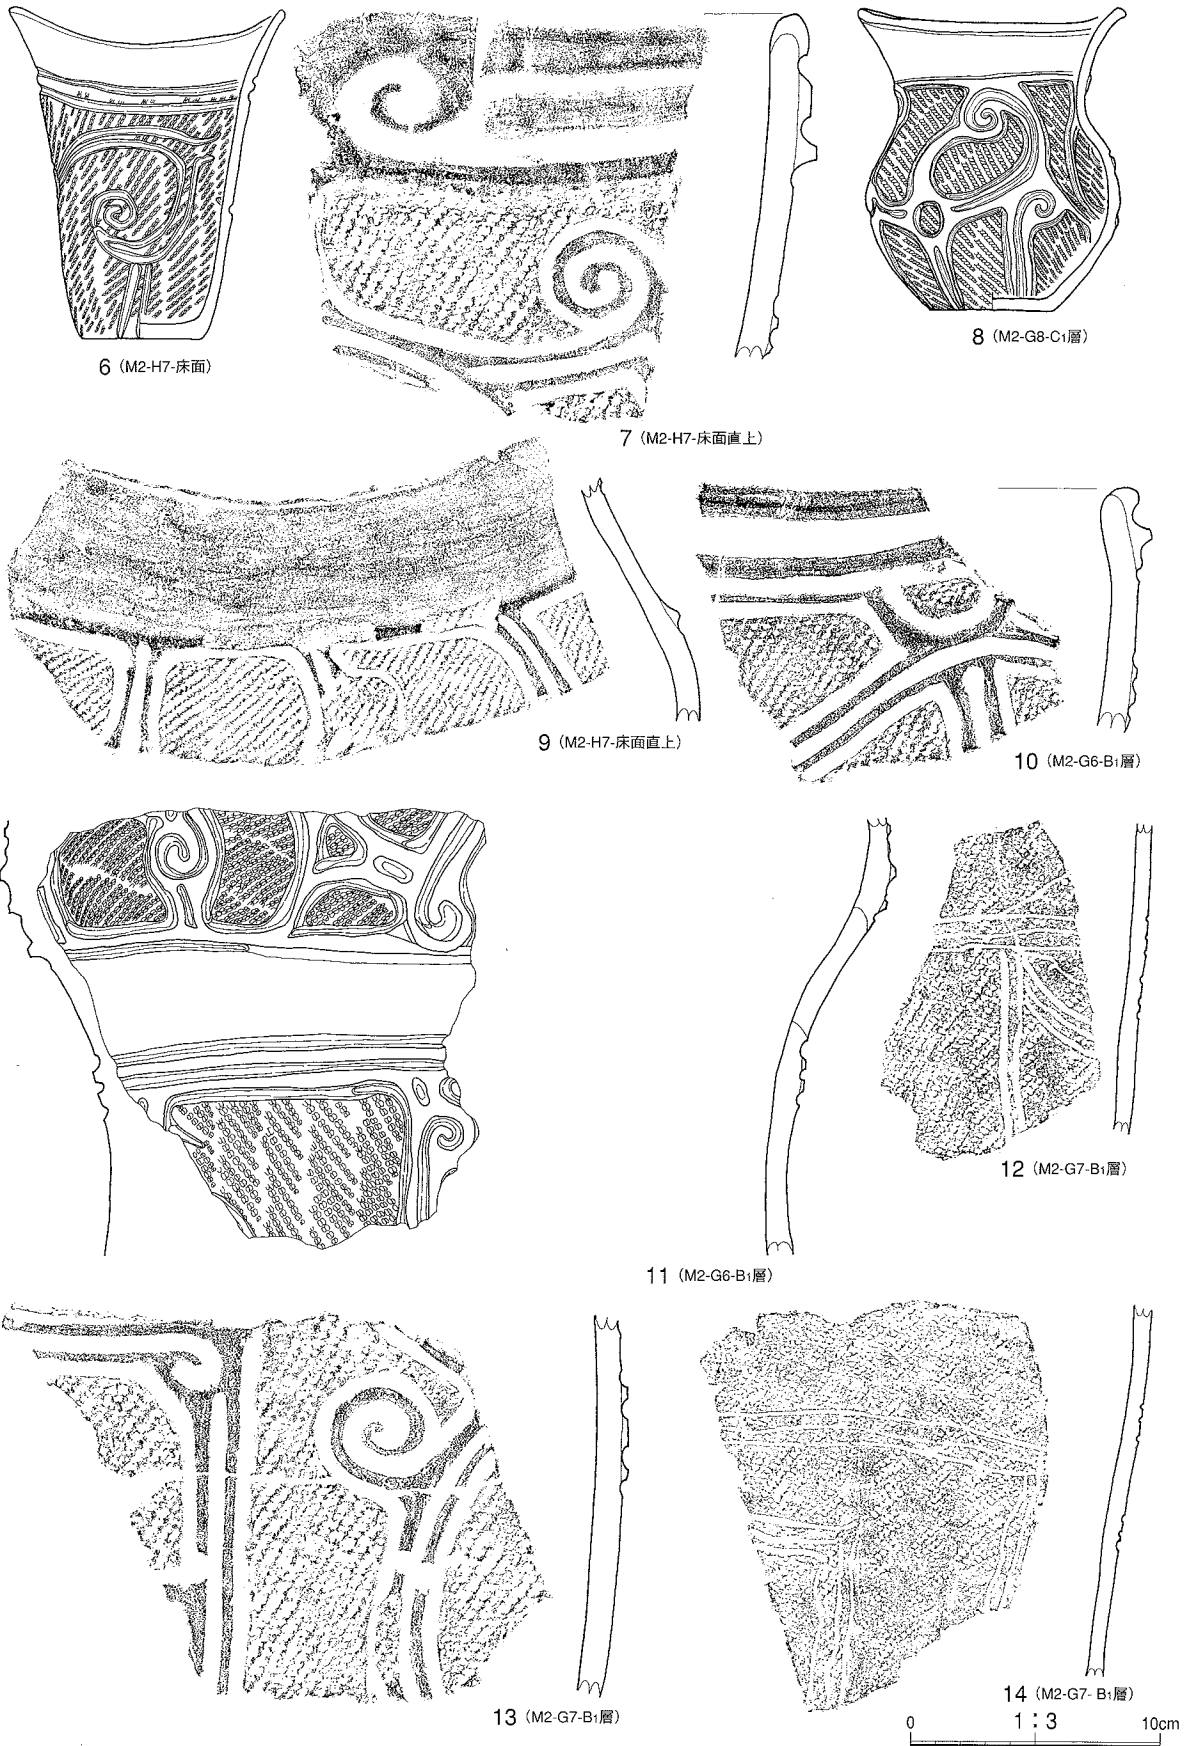 6 (M2-H7-床面)
8 (M2-G8-C1層)
7 (M2-H7-床面直上)
9 (M2-H7-床面直上)
10 (M2-G6-B1層)
12 (M2-G7-B1層)
11 (M2-G6-B1層)
13 (M2-G7-B1層)
14 (M2-G7- B1層)
0 1:3 10cm